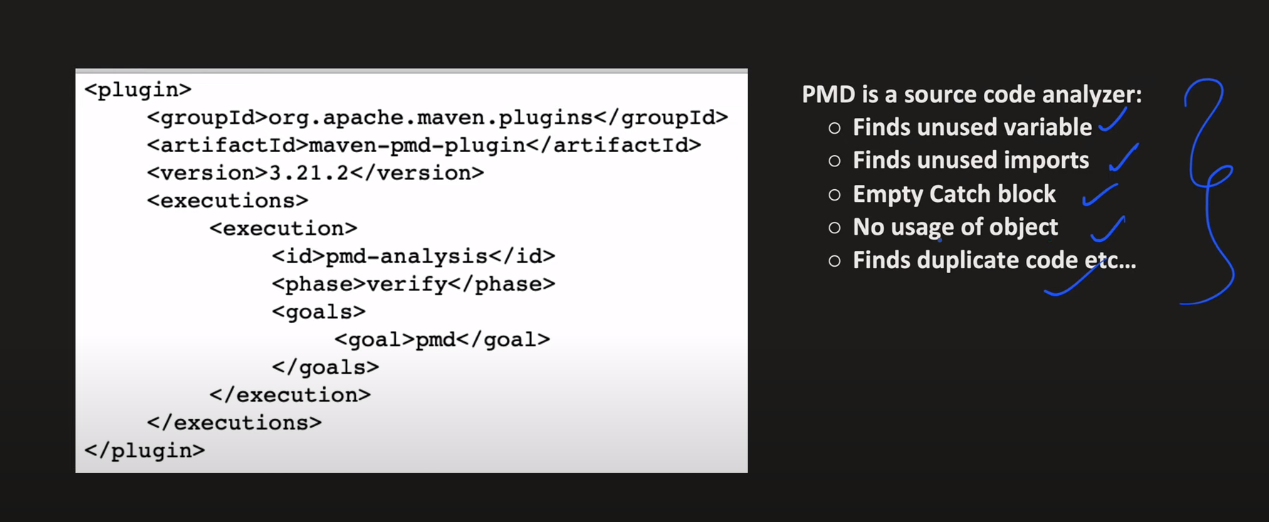 <plugin>
<groupId>org.apache.maven.plugins</groupId>
<artifactId>maven-pmd-plugin</artifactId>
<version>3.21.2</version>
<executions>
<execution>
<id>pmd-analysis</id>
<phase>verify</phase>
<goals>
<goal>pmd</goal>
</goals>
</execution>
</executions>
</plugin>
PMD is a source code analyzer:
○ Finds unused variable
○ Finds unused imports
○ Empty Catch block
○ No usage of object
○ Finds duplicate code etc...